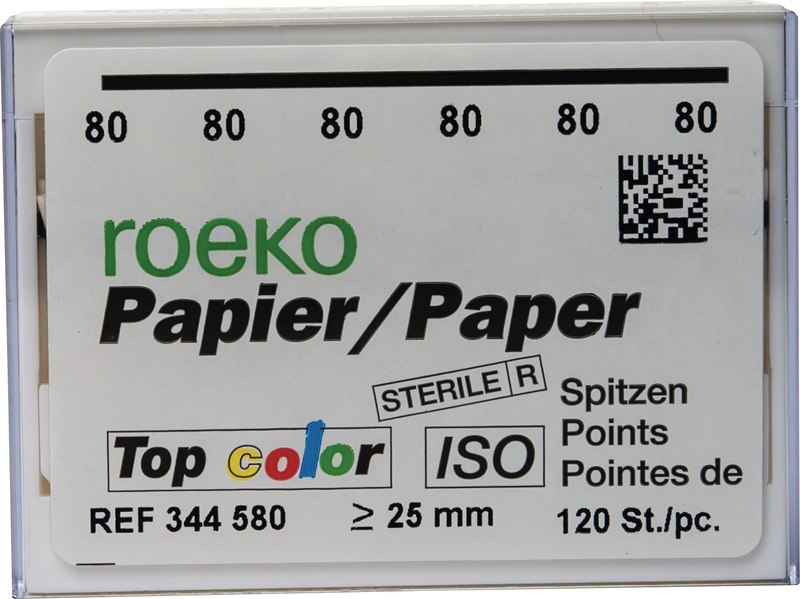 80 80 80 80 80 80
roeko
Papier/Paper
STERILE R
Spitzen
Points
Pointes de
Top color
ISO
REF 344 580
≥ 25 mm
120 St./pc.